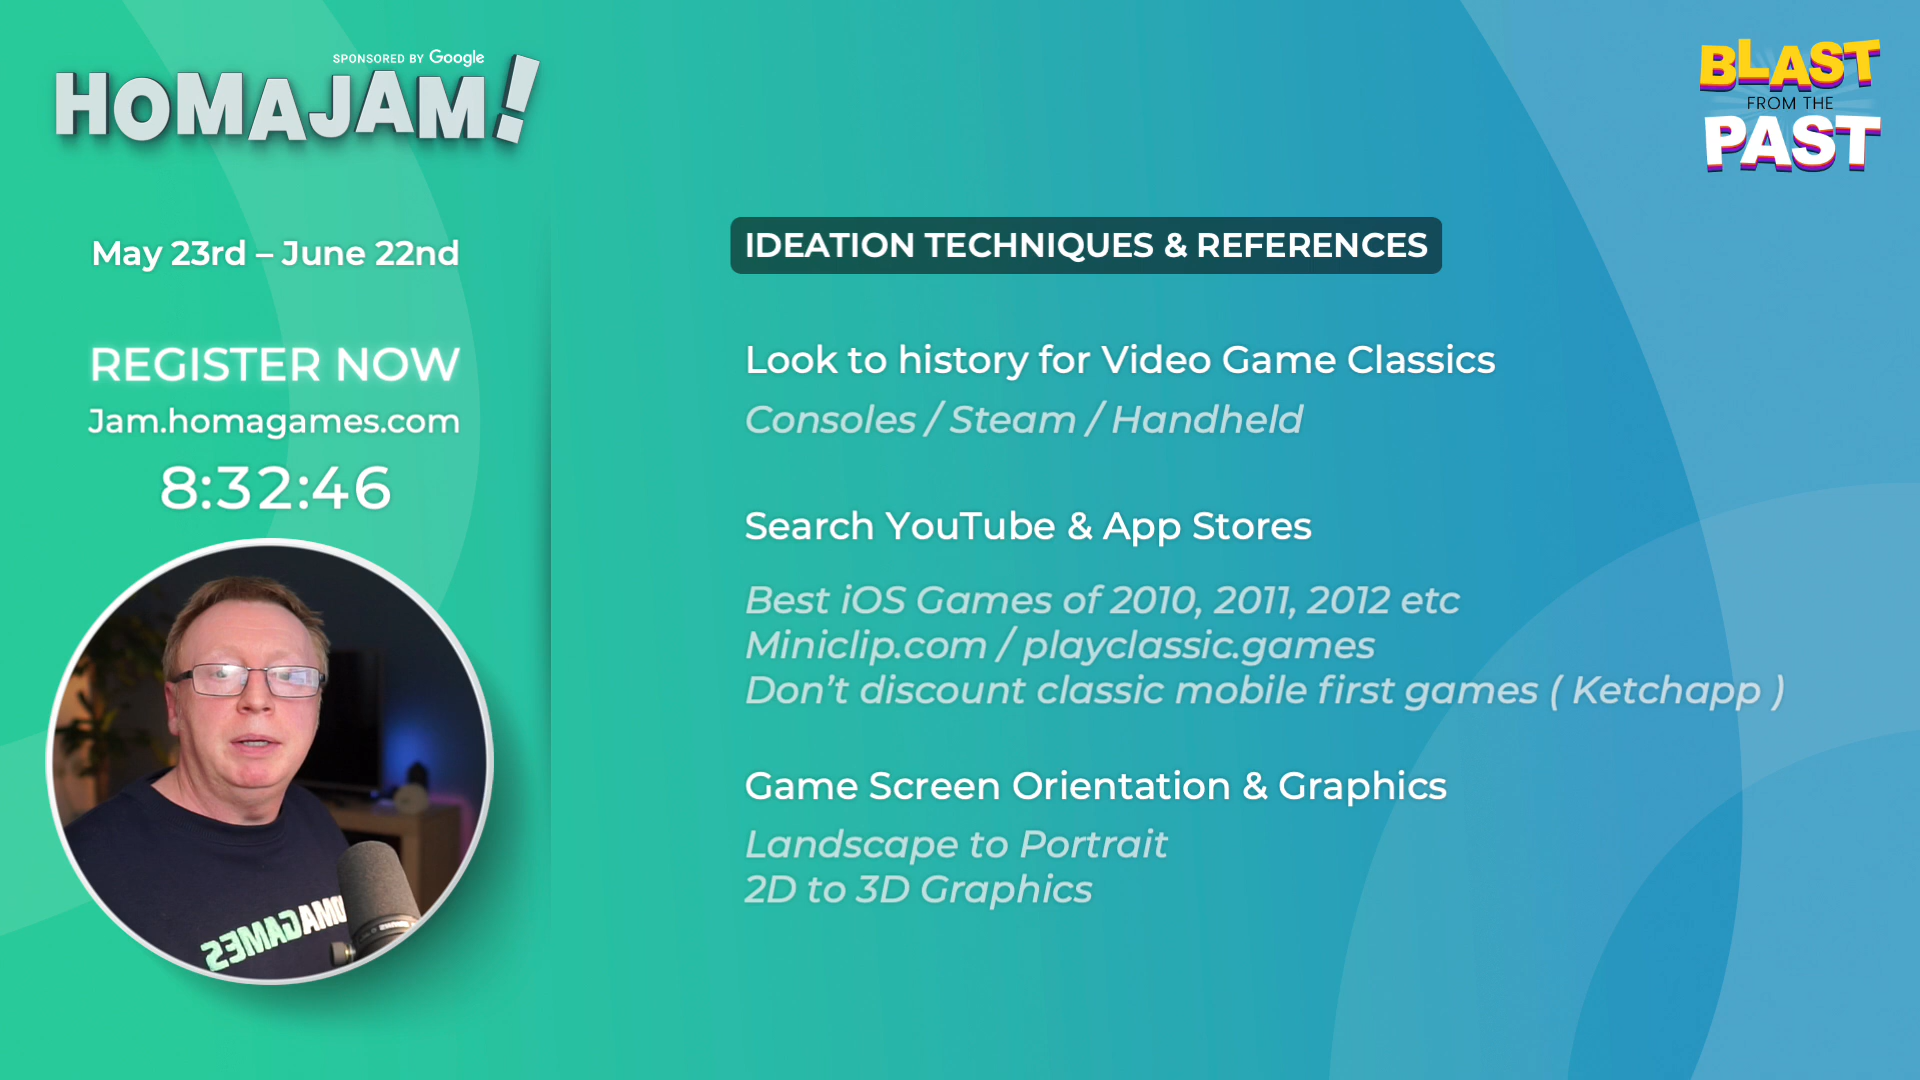 SPONSORED BY Google
HOMAJAM!
BLAST
FROM THE
PAST
May 23rd – June 22nd
REGISTER NOW
Jam.homagames.com
8:32:46
HOMAGAMES
IDEATION TECHNIQUES & REFERENCES
Look to history for Video Game Classics
Consoles / Steam / Handheld
Search YouTube & App Stores
Best iOS Games of 2010, 2011, 2012 etc
Miniclip.com / playclassic.games
Don’t discount classic mobile first games ( Ketchapp )
Game Screen Orientation & Graphics
Landscape to Portrait
2D to 3D Graphics